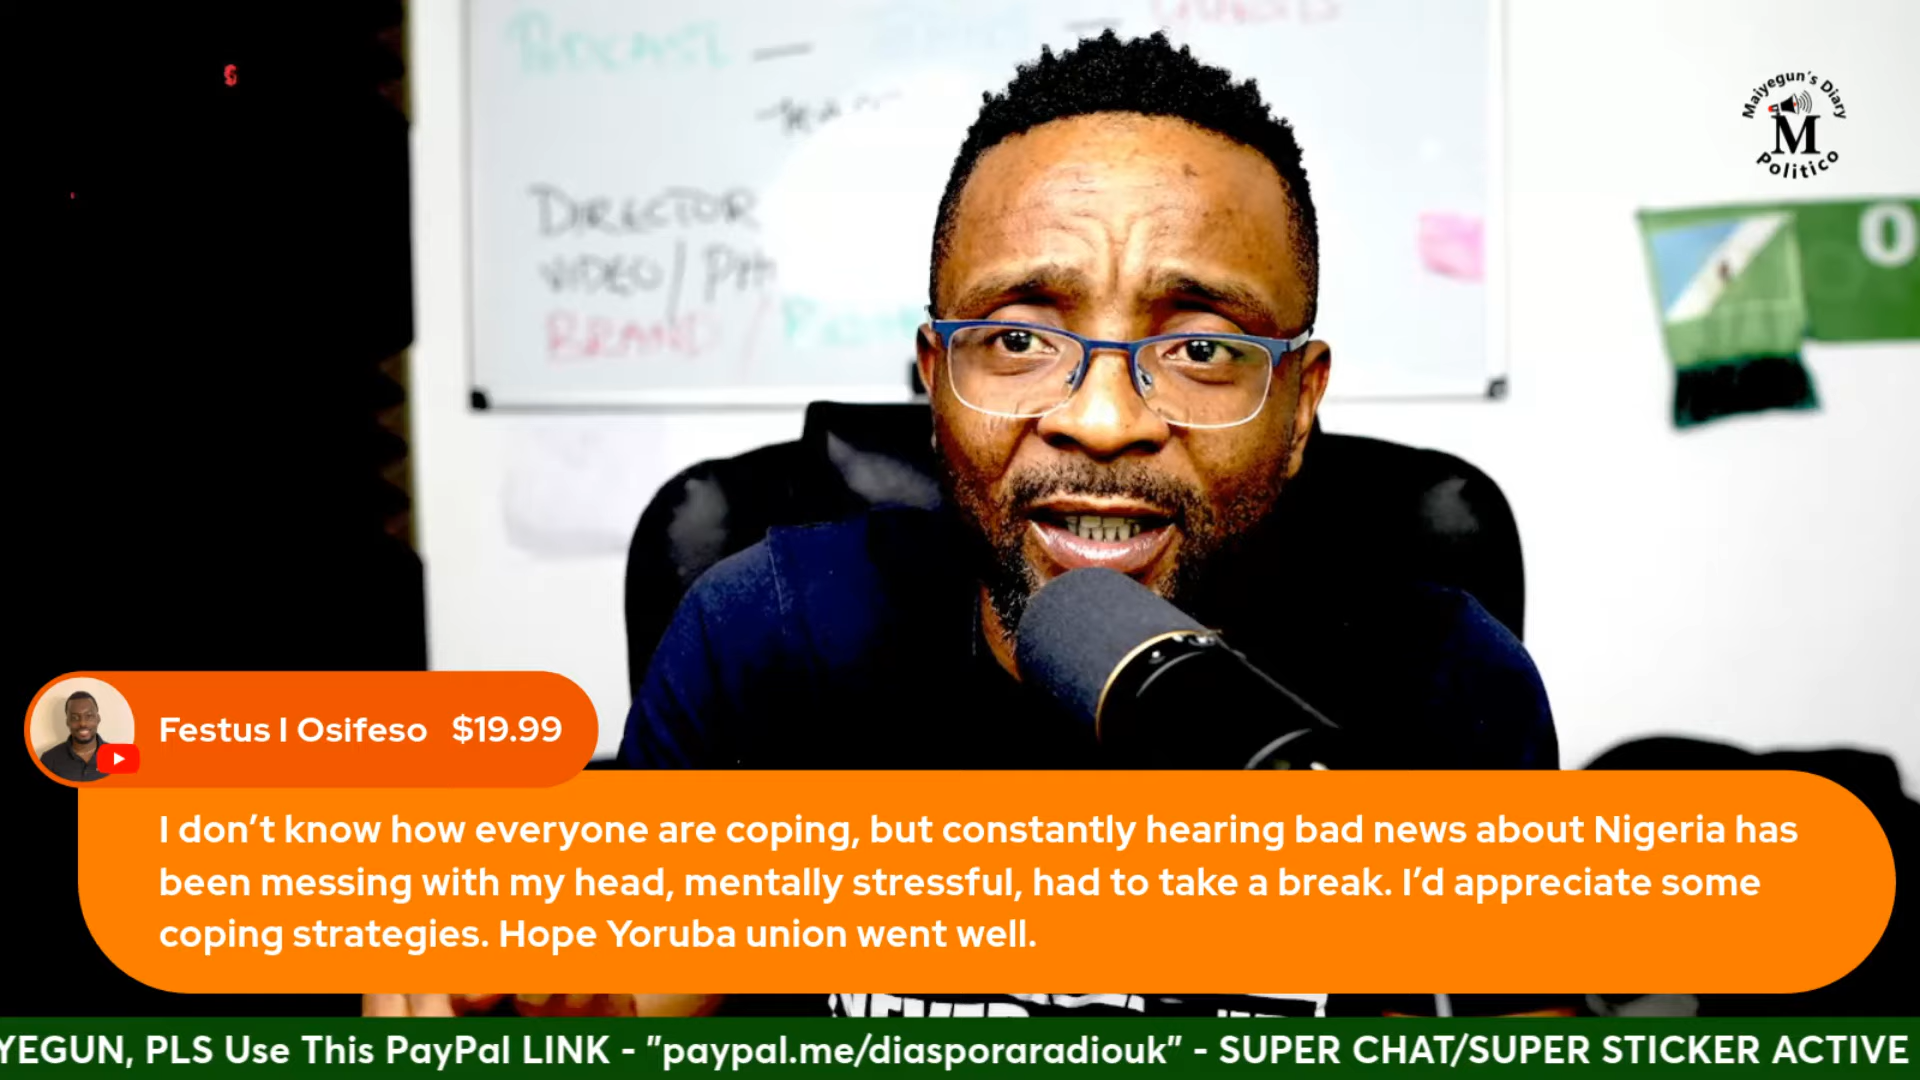 PODCAST —
DIRECTOR
VIDEO/PH
BRAND /
Maiyegun's Diary
M
Politico
O
Festus I Osifeso $19.99
I don't know how everyone are coping, but constantly hearing bad news about Nigeria has
been messing with my head, mentally stressful, had to take a break. I'd appreciate some
coping strategies. Hope Yoruba union went well.
YEGUN, PLS Use This PayPal LINK - "paypal.me/diasporaradiouk" - SUPER CHAT/SUPER STICKER ACTIVE